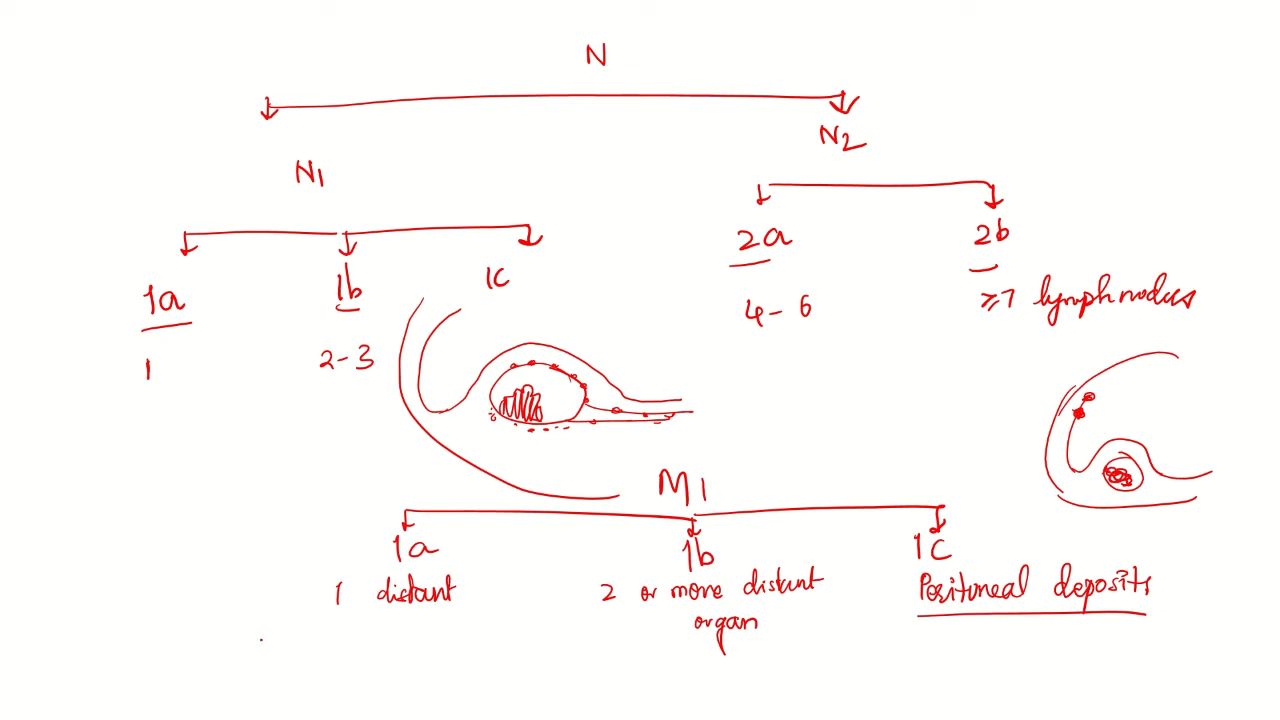 N
N2
N1
2a 2b
1a 1b 1c
≥7 lymph nodes
4-6
1 2-3
M1
1a 1b 1c
1 distant 2 or more distant Peritoneal deposits
organ